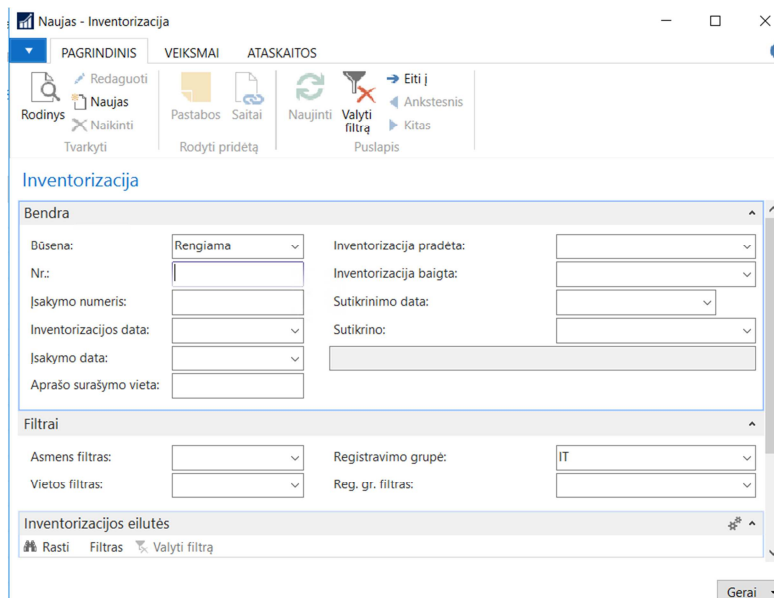 Naujas - Inventorizacija
PAGRINDINIS VEIKSMAI ATASKAITOS
Rodinys
Redaguoti
Naujas
Naikinti
Tvarkyti
Pastabos Saitai
Rodyti pridėtą
Naujinti Valyti filtrą
Eiti į
Ankstesnis
Kitas
Puslapis
Inventorizacija
Bendra
Būsena: Rengiama
Nr.:
Įsakymo numeris:
Inventorizacijos data:
Įsakymo data:
Aprašo surašymo vieta:
Inventorizacija pradėta:
Inventorizacija baigta:
Sutikrinimo data:
Sutikrino:
Filtrai
Asmens filtras:
Vietos filtras:
Registravimo grupė: IT
Reg. gr. filtras:
Inventorizacijos eilutės
Rasti Filtras Valyti filtrą
Gerai